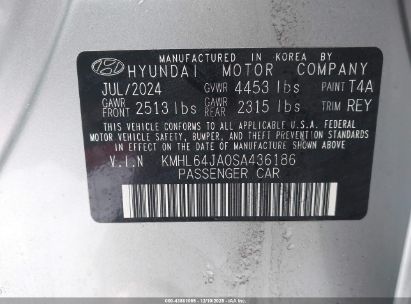 MANUFACTURED IN KOREA BY
HYUNDAI MOTOR COMPANY
JUL/2024 GVWR 4453 lbs PAINT T4A
GAWR FRONT 2513 lbs GAWR REAR 2315 lbs TRIM REY
THIS VEHICLE CONFORMS TO ALL APPLICABLE U.S.A FEDERAL
MOTOR VEHICLE SAFETY, BUMPER, AND THEFT PREVENTION
STANDARDS IN EFFECT ON THE DATE OF MANUFACTURE SHOWN ABOVE.
V.I.N KMHL64JA0SA436186
PASSENGER CAR